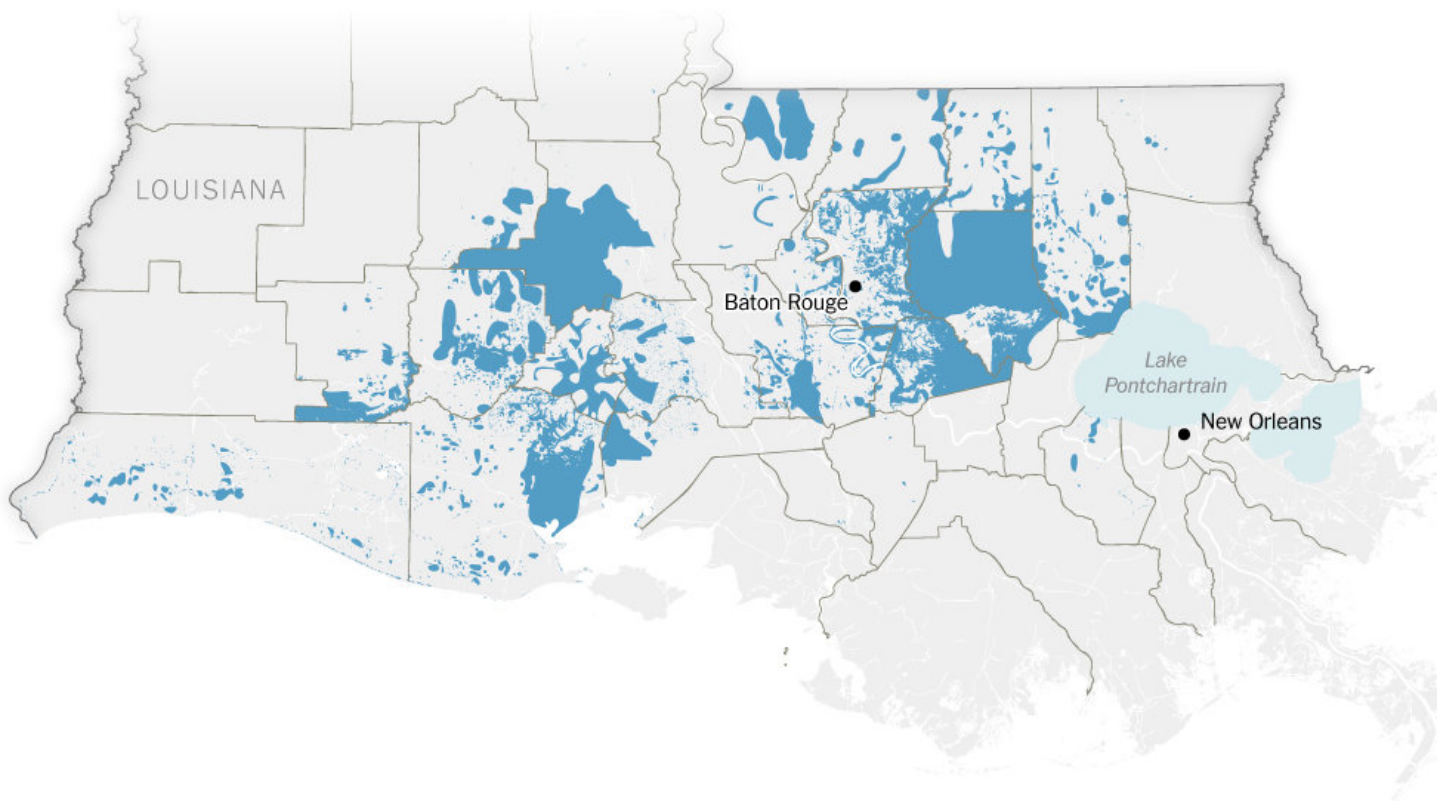 LOUISIANA
Baton Rouge
Lake
Pontchartrain
New Orleans